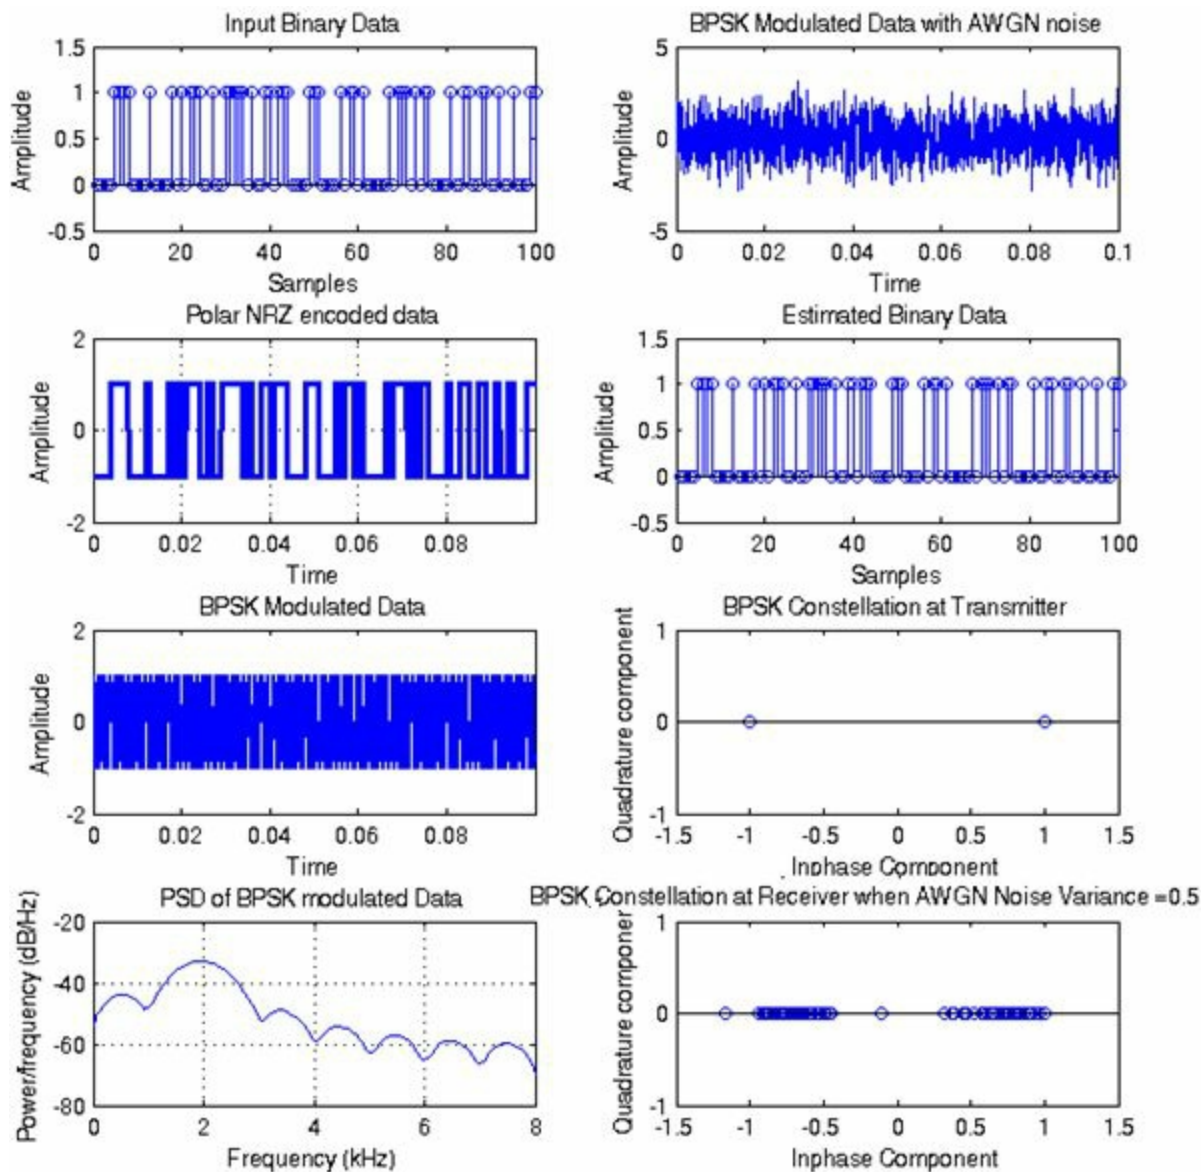 Input Binary Data
1.5
1
0.5
0
-0.5
Amplitude
0 20 40 60 80 100
Samples
BPSK Modulated Data with AWGN noise
5
0
-5
Amplitude
0 0.02 0.04 0.06 0.08 0.1
Time
Polar NRZ encoded data
2
0
-2
Amplitude
0 0.02 0.04 0.06 0.08
Time
Estimated Binary Data
1.5
1
0.5
0
-0.5
Amplitude
0 20 40 60 80 100
Samples
BPSK Modulated Data
2
0
-2
Amplitude
0 0.02 0.04 0.06 0.08
Time
BPSK Constellation at Transmitter
1
0
-1
Quadrature component
-1.5 -1 -0.5 0 0.5 1 1.5
Inphase Component
PSD of BPSK modulated Data
-20
-40
-60
-80
Power/frequency (dB/Hz)
0 2 4 6 8
Frequency (kHz)
BPSK Constellation at Receiver when AWGN Noise Variance =0.5
1
0
-1
Quadrature componer
-1.5 -1 -0.5 0 0.5 1 1.5
Inphase Component